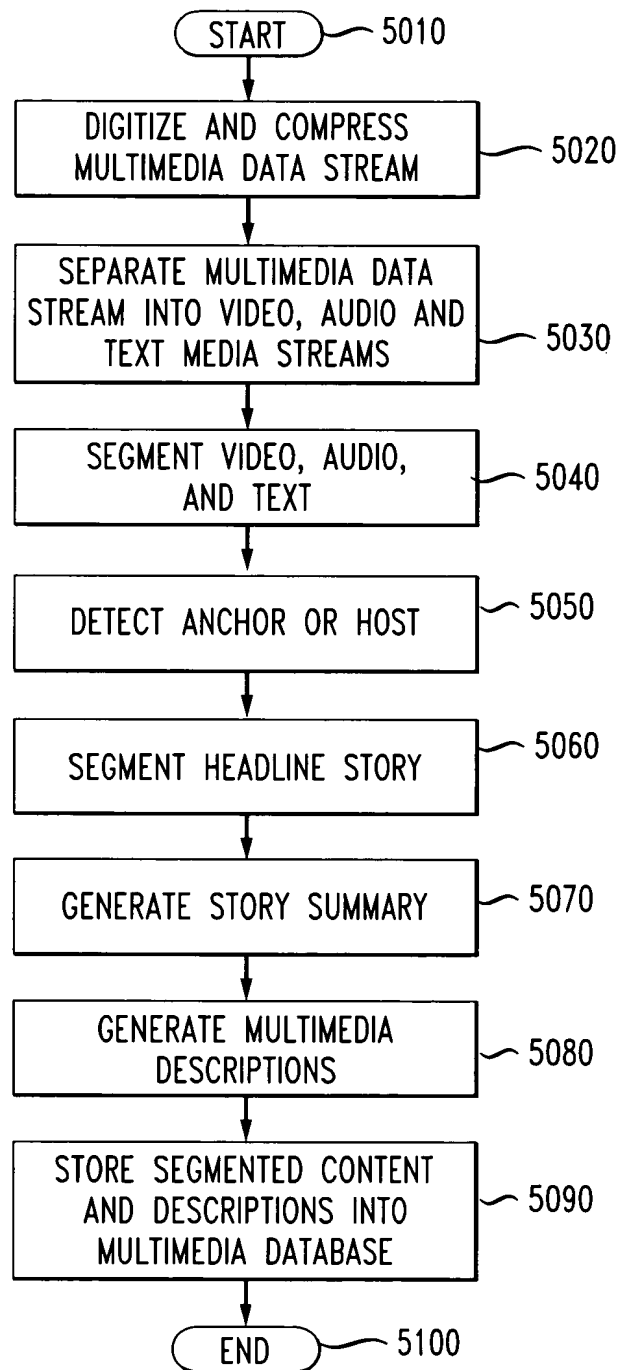 START
5010
DIGITIZE AND COMPRESS
MULTIMEDIA DATA STREAM
5020
SEPARATE MULTIMEDIA DATA
STREAM INTO VIDEO, AUDIO AND
TEXT MEDIA STREAMS
5030
SEGMENT VIDEO, AUDIO,
AND TEXT
5040
DETECT ANCHOR OR HOST
5050
SEGMENT HEADLINE STORY
5060
GENERATE STORY SUMMARY
5070
GENERATE MULTIMEDIA
DESCRIPTIONS
5080
STORE SEGMENTED CONTENT
AND DESCRIPTIONS INTO
MULTIMEDIA DATABASE
5090
END
5100